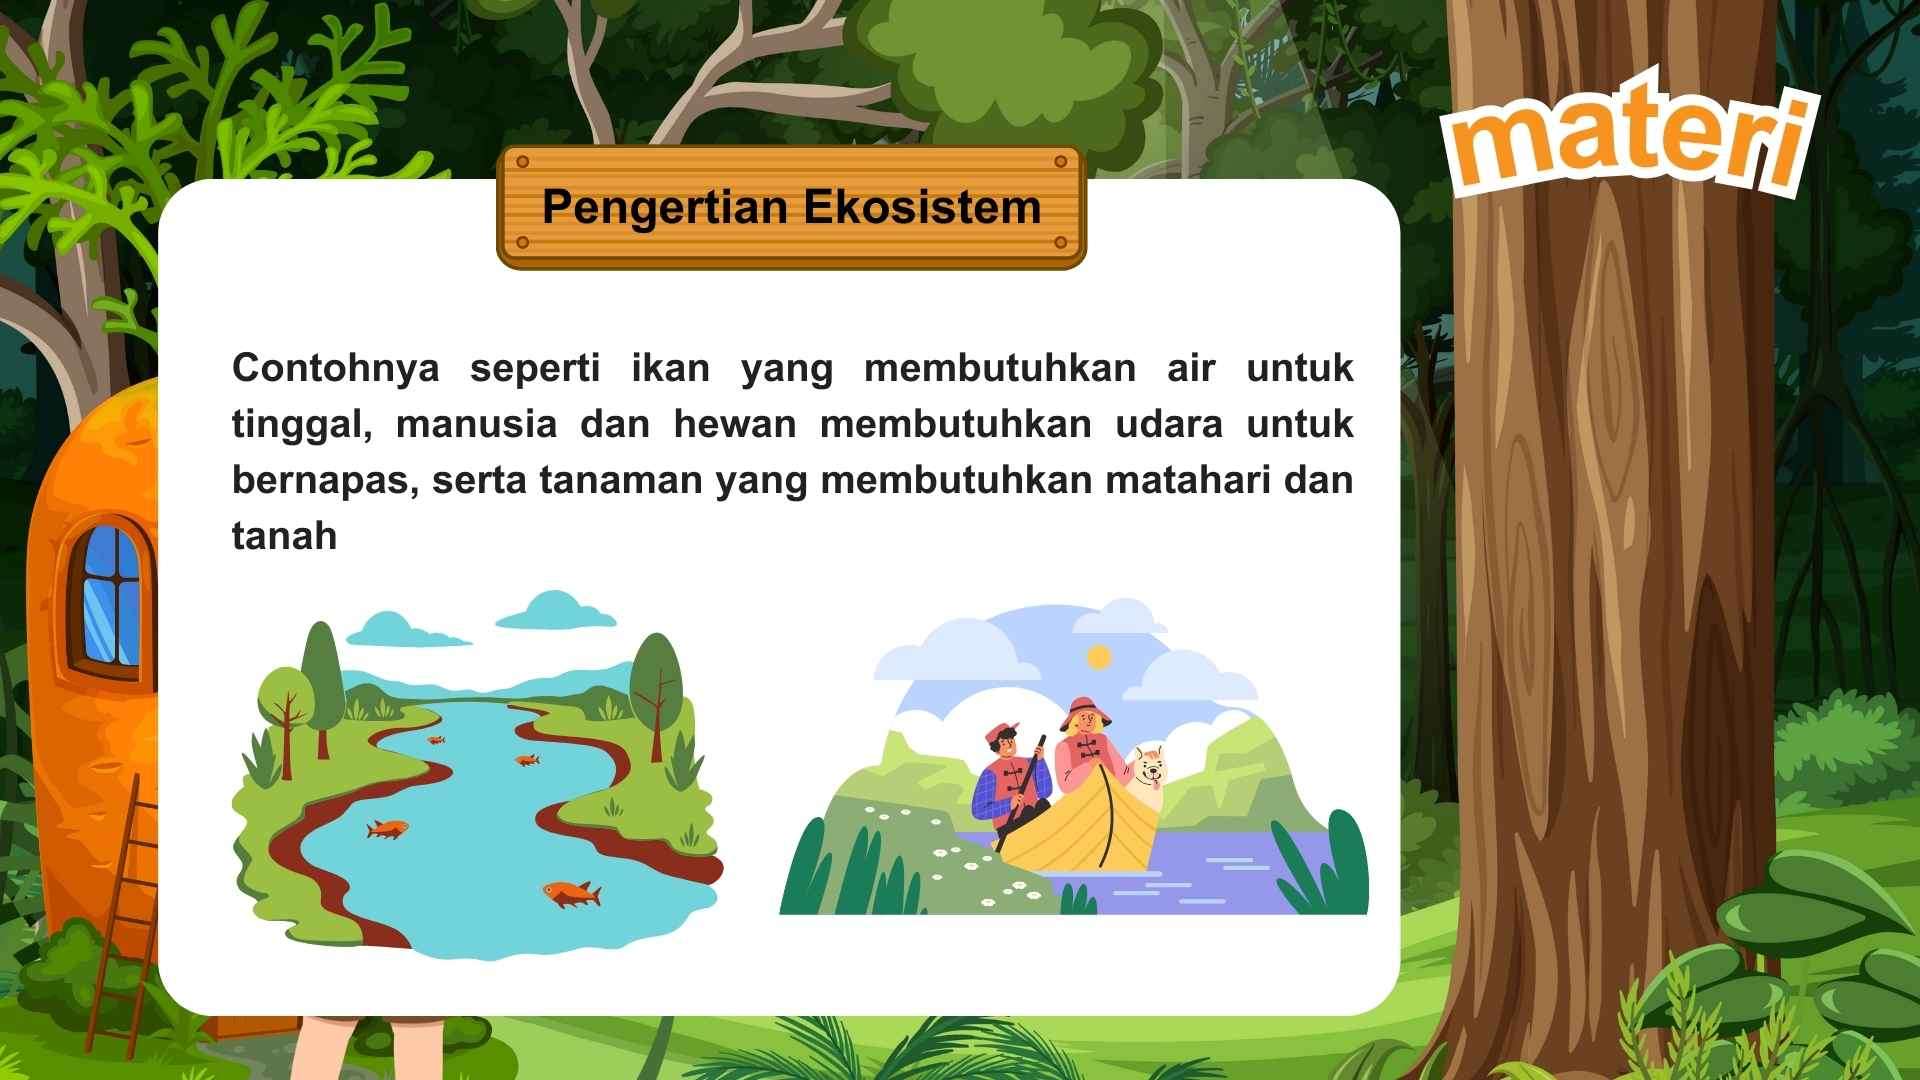 materi
Pengertian Ekosistem
Contohnya seperti ikan yang membutuhkan air untuk
tinggal, manusia dan hewan membutuhkan udara untuk
bernapas, serta tanaman yang membutuhkan matahari dan
tanah